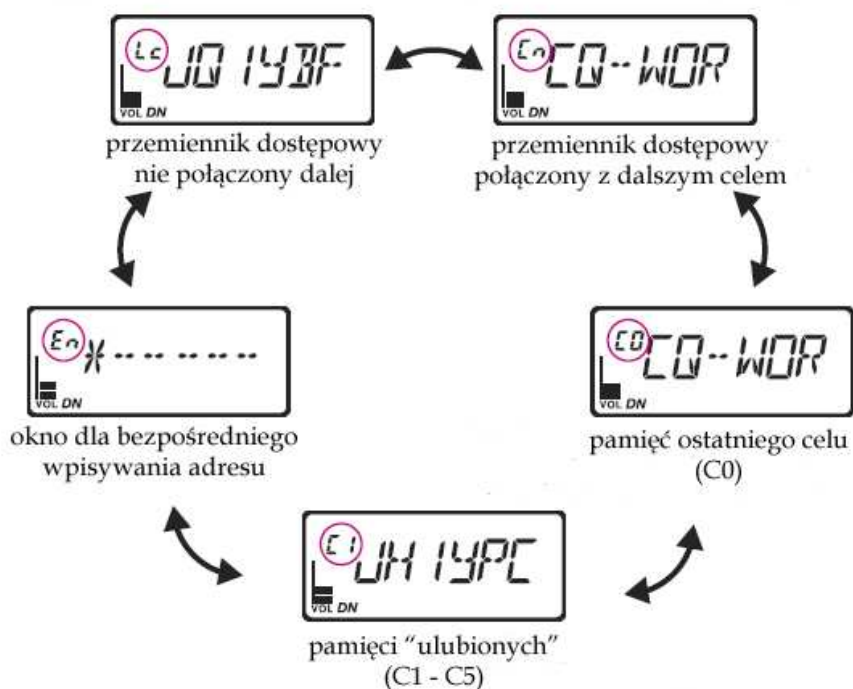 Lc JQ1YBF
VOL DN
przemiennik dostępowy
nie połączony dalej
Cn CQ--WOR
VOL DN
przemiennik dostępowy
połączony z dalszym celem
En *------
VOL DN
okno dla bezpośredniego
wpisywania adresu
C0 CQ--WOR
VOL DN
pamięć ostatniego celu
(C0)
C1 JH1YPC
VOL DN
pamięci “ulubionych”
(C1 - C5)